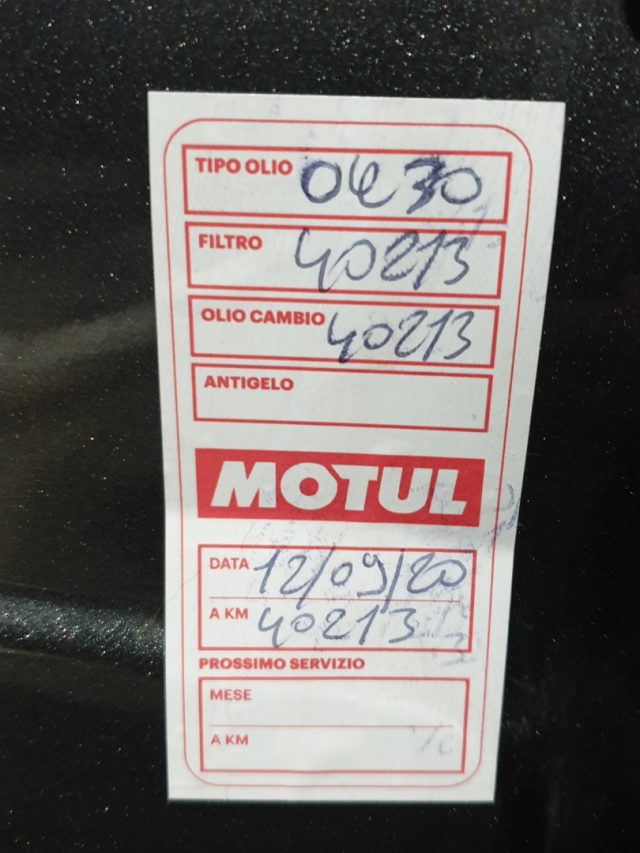 TIPO OLIO 0W30
FILTRO 40213
OLIO CAMBIO 40213
ANTIGELO
MOTUL
DATA 12/09/20
A KM 40213
PROSSIMO SERVIZIO
MESE
A KM